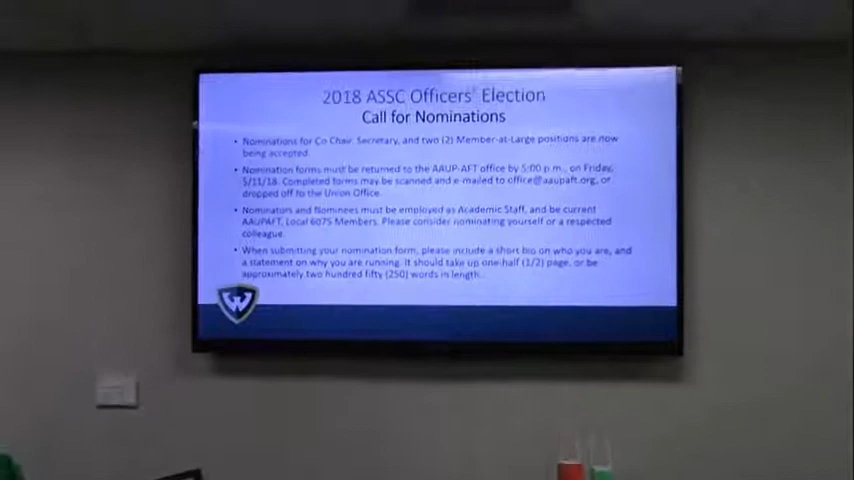 2018 ASSC Officers' Election
Call for Nominations
• Nominations for Co Chair, Secretary, and two (2) Member-at-Large positions are now
being accepted.
• Nomination forms must be returned to the AAUP-AFT office by 5:00 p.m., on Friday,
5/11/18. Completed forms may be scanned and e-mailed to office@aaupaft.org, or
dropped off to the Union Office.
• Nominators and Nominees must be employed as Academic Staff, and be current
AAUPAFT, Local 6075 Members. Please consider nominating yourself or a respected
colleague.
• When submitting your nomination form, please include a short bio on who you are, and
a statement on why you are running. It should take up one-half (1/2) page, or be
approximately two hundred fifty (250) words in length.
W